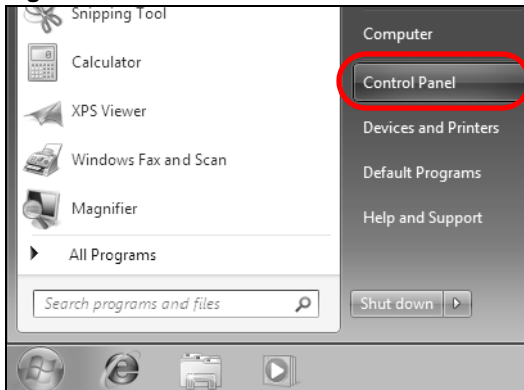 Snipping Tool
Calculator
XPS Viewer
Windows Fax and Scan
Magnifier
All Programs
Search programs and files
Computer
Control Panel
Devices and Printers
Default Programs
Help and Support
Shut down